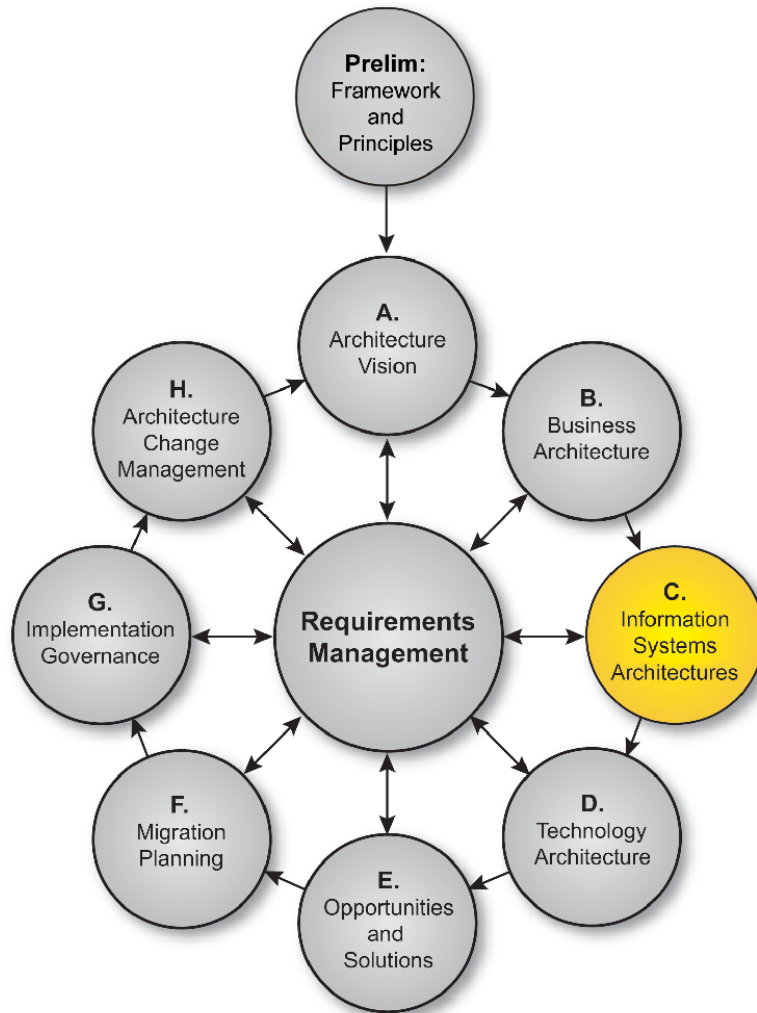 Prelim:
Framework
and
Principles
A.
Architecture
Vision
B.
Business
Architecture
C.
Information
Systems
Architectures
D.
Technology
Architecture
E.
Opportunities
and
Solutions
F.
Migration
Planning
G.
Implementation
Governance
H.
Architecture
Change
Management
Requirements
Management